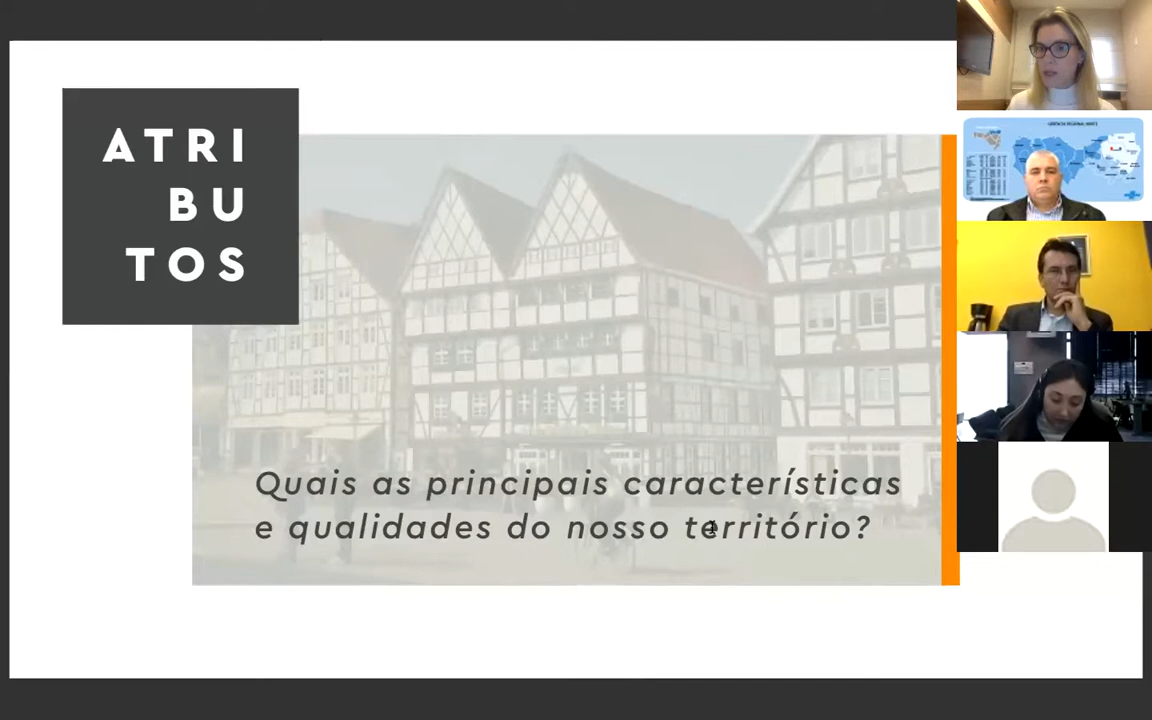 ATRI
BU
TOS
Quais as principais características
e qualidades do nosso território?